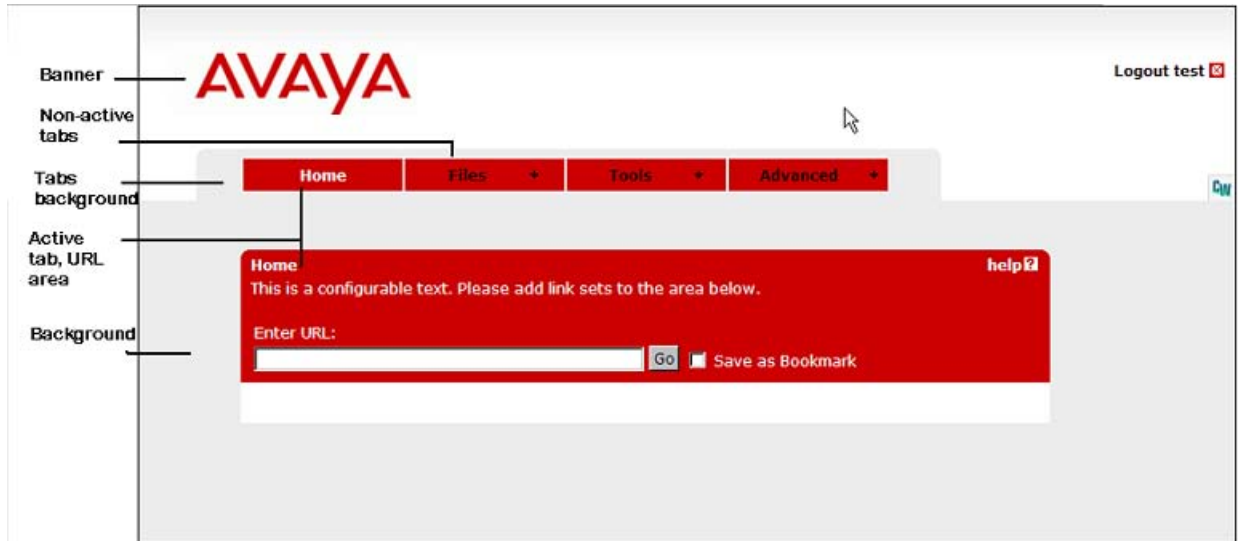 Banner
AVAYA
Logout test
Non-active
tabs
Tabs
background
Home Files + Tools + Advanced +
CW
Active
tab, URL
area
Home help?
This is a configurable text. Please add link sets to the area below.
Background
Enter URL:
Go Save as Bookmark